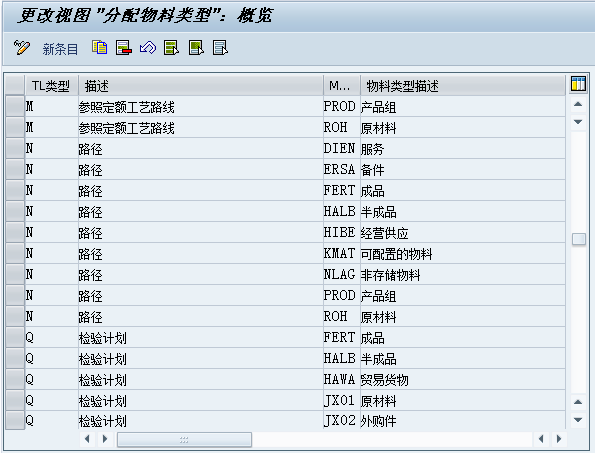 更改视图 "分配物料类型": 概览
新条目
TL类型 描述 M... 物料类型描述
M 参照定额工艺路线 PROD 产品组
M 参照定额工艺路线 ROH 原材料
N 路径 DIEN 服务
N 路径 ERSA 备件
N 路径 FERT 成品
N 路径 HALB 半成品
N 路径 HIBE 经营供应
N 路径 KMAT 可配置的物料
N 路径 NLAG 非存储物料
N 路径 PROD 产品组
N 路径 ROH 原材料
Q 检验计划 FERT 成品
Q 检验计划 HALB 半成品
Q 检验计划 HAWA 贸易货物
Q 检验计划 JX01 原材料
Q 检验计划 JX02 外购件